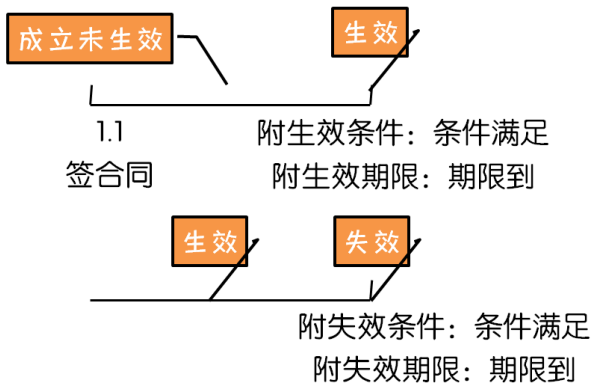 成立未生效
生效
1.1
签合同
附生效条件：条件满足
附生效期限：期限到
生效
失效
附失效条件：条件满足
附失效期限：期限到